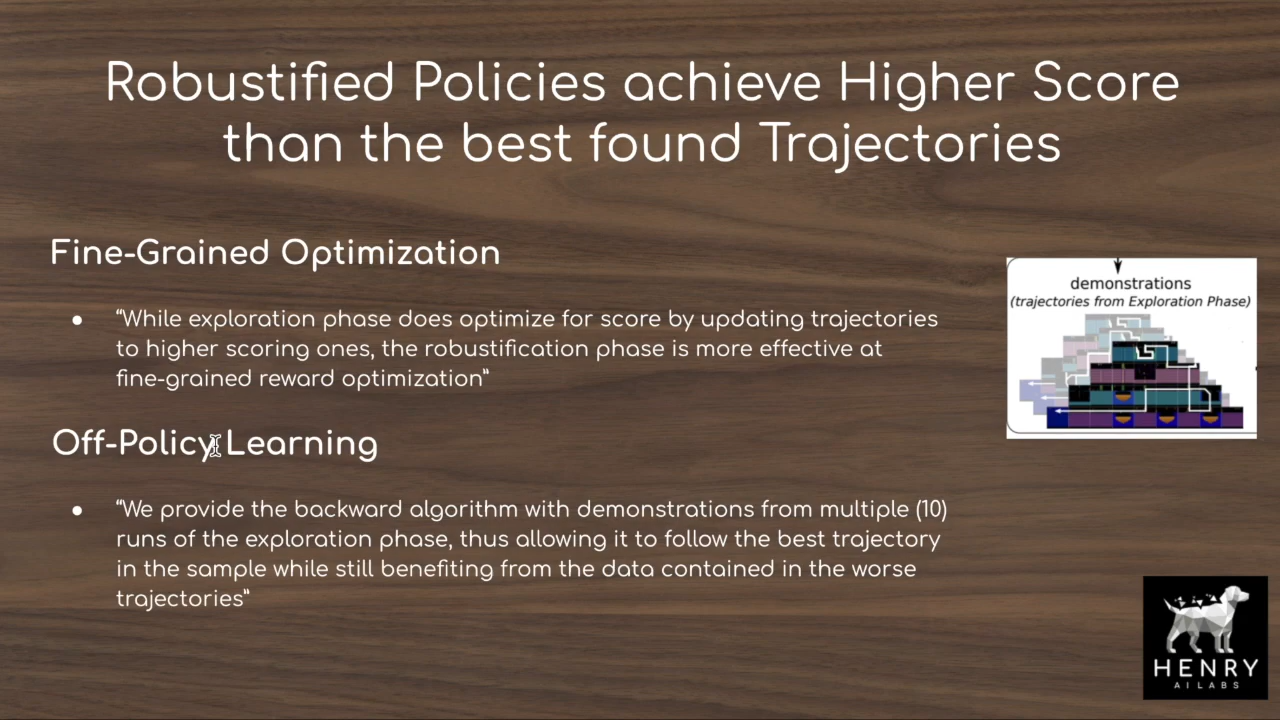 Robustified Policies achieve Higher Score
than the best found Trajectories
Fine-Grained Optimization
● “While exploration phase does optimize for score by updating trajectories
to higher scoring ones, the robustification phase is more effective at
fine-grained reward optimization”
Off-Policy Learning
● “We provide the backward algorithm with demonstrations from multiple (10)
runs of the exploration phase, thus allowing it to follow the best trajectory
in the sample while still benefiting from the data contained in the worse
trajectories”
demonstrations
(trajectories from Exploration Phase)
HENRY
AI LABS